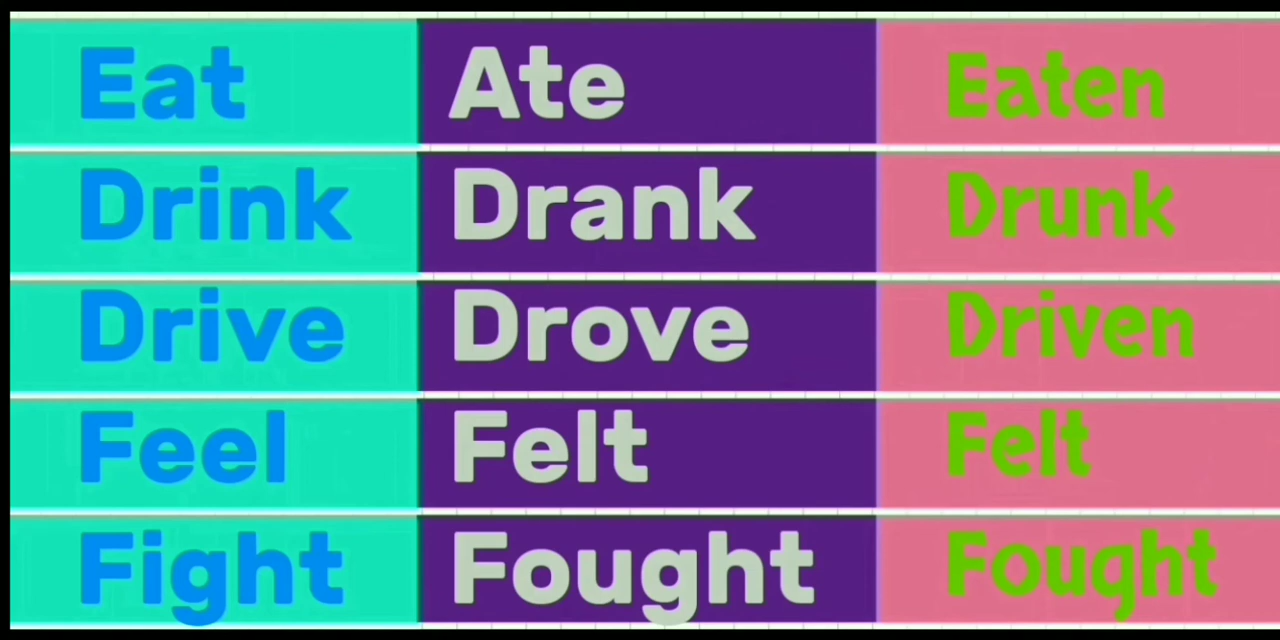 Eat Ate Eaten
Drink Drank Drunk
Drive Drove Driven
Feel Felt Felt
Fight Fought Fought